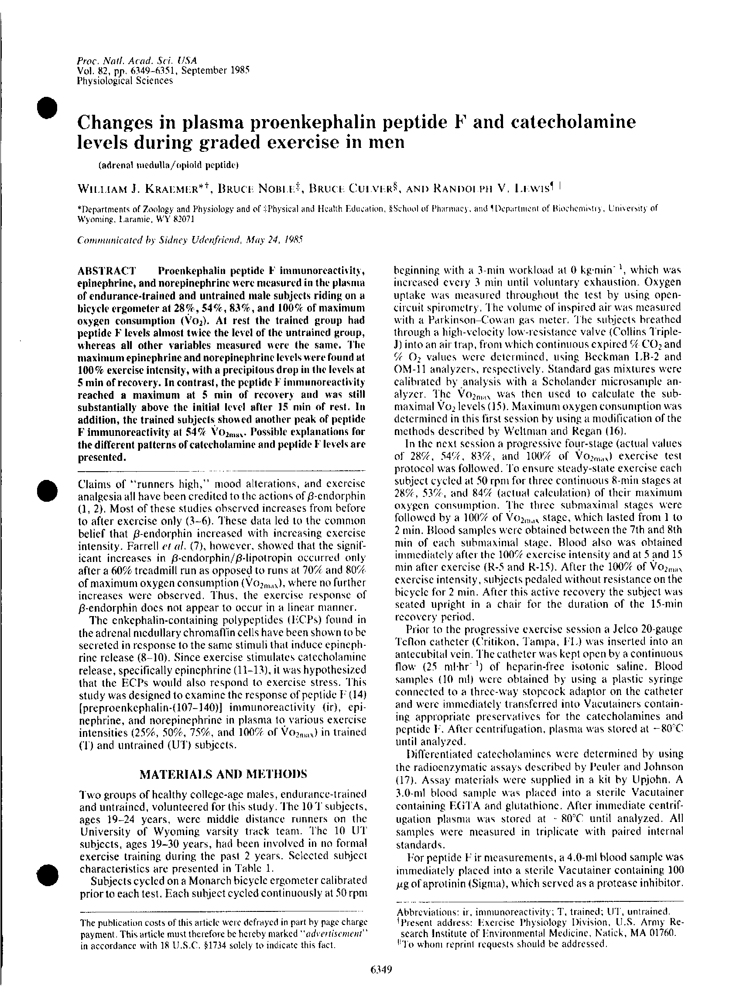 Proc. Natl. Acad. Sci. USA
Vol. 82, pp. 6349-6351, September 1985
Physiological Sciences
Changes in plasma proenkephalin peptide F and catecholamine
levels during graded exercise in men
(adrenal medulla/opioid peptide)
WILLIAM J. KRAEMER*†, BRUCE NOBLE‡, BRUCE CULVER§, AND RANDOLPH V. LEWIS¶||
*Departments of Zoology and Physiology and of ‡Physical and Health Education, §School of Pharmacy, and ¶Department of Biochemistry, University of
Wyoming, Laramie, WY 82071
Communicated by Sidney Udenfriend, May 24, 1985
ABSTRACT Proenkephalin peptide F immunoreactivity,
epinephrine, and norepinephrine were measured in the plasma
of endurance-trained and untrained male subjects riding on a
bicycle ergometer at 28%, 54%, 83%, and 100% of maximum
oxygen consumption (V̇O2). At rest the trained group had
peptide F levels almost twice the level of the untrained group,
whereas all other variables measured were the same. The
maximum epinephrine and norepinephrine levels were found at
100% exercise intensity, with a precipitous drop in the levels at
5 min of recovery. In contrast, the peptide F immunoreactivity
reached a maximum at 5 min of recovery and was still
substantially above the initial level after 15 min of rest. In
addition, the trained subjects showed another peak of peptide
F immunoreactivity at 54% V̇O2max. Possible explanations for
the different patterns of catecholamine and peptide F levels are
presented.
Claims of "runners high," mood alterations, and exercise
analgesia all have been credited to the actions of β-endorphin
(1, 2). Most of these studies observed increases from before
to after exercise only (3-6). These data led to the common
belief that β-endorphin increased with increasing exercise
intensity. Farrell et al. (7), however, showed that the signif-
icant increases in β-endorphin/β-lipotropin occurred only
after a 60% treadmill run as opposed to runs at 70% and 80%
of maximum oxygen consumption (V̇O2max), where no further
increases were observed. Thus, the exercise response of
β-endorphin does not appear to occur in a linear manner.
The enkephalin-containing polypeptides (ECPs) found in
the adrenal medullary chromaffin cells have been shown to be
secreted in response to the same stimuli that induce epineph-
rine release (8-10). Since exercise stimulates catecholamine
release, specifically epinephrine (11-13), it was hypothesized
that the ECPs would also respond to exercise stress. This
study was designed to examine the response of peptide F (14)
[preproenkephalin-(107-140)] immunoreactivity (ir), epi-
nephrine, and norepinephrine in plasma to various exercise
intensities (25%, 50%, 75%, and 100% of V̇O2max) in trained
(T) and untrained (UT) subjects.
MATERIALS AND METHODS
Two groups of healthy college-age males, endurance-trained
and untrained, volunteered for this study. The 10 T subjects,
ages 19-24 years, were middle distance runners on the
University of Wyoming varsity track team. The 10 UT
subjects, ages 19-30 years, had been involved in no formal
exercise training during the past 2 years. Selected subject
characteristics are presented in Table 1.
Subjects cycled on a Monarch bicycle ergometer calibrated
prior to each test. Each subject cycled continuously at 50 rpm
The publication costs of this article were defrayed in part by page charge
payment. This article must therefore be hereby marked "advertisement"
in accordance with 18 U.S.C. §1734 solely to indicate this fact.
beginning with a 3-min workload at 0 kg·min⁻¹, which was
increased every 3 min until voluntary exhaustion. Oxygen
uptake was measured throughout the test by using open-
circuit spirometry. The volume of inspired air was measured
with a Parkinson-Cowan gas meter. The subjects breathed
through a high-velocity low-resistance valve (Collins Triple-
J) into an air trap, from which continuous expired % CO2 and
% O2 values were determined, using Beckman LB-2 and
OM-11 analyzers, respectively. Standard gas mixtures were
calibrated by analysis with a Scholander microsample an-
alyzer. The V̇O2max was then used to calculate the sub-
maximal V̇O2 levels (15). Maximum oxygen consumption was
determined in this first session by using a modification of the
methods described by Weltman and Regan (16).
In the next session a progressive four-stage (actual values
of 28%, 54%, 83%, and 100% of V̇O2max) exercise test
protocol was followed. To ensure steady-state exercise each
subject cycled at 50 rpm for three continuous 8-min stages at
28%, 53%, and 84% (actual calculation) of their maximum
oxygen consumption. The three submaximal stages were
followed by a 100% of V̇O2max stage, which lasted from 1 to
2 min. Blood samples were obtained between the 7th and 8th
min of each submaximal stage. Blood also was obtained
immediately after the 100% exercise intensity and at 5 and 15
min after exercise (R-5 and R-15). After the 100% of V̇O2max
exercise intensity, subjects pedaled without resistance on the
bicycle for 2 min. After this active recovery the subject was
seated upright in a chair for the duration of the 15-min
recovery period.
Prior to the progressive exercise session a Jelco 20-gauge
Teflon catheter (Critikon, Tampa, FL) was inserted into an
antecubital vein. The catheter was kept open by a continuous
flow (25 ml·hr⁻¹) of heparin-free isotonic saline. Blood
samples (10 ml) were obtained by using a plastic syringe
connected to a three-way stopcock adaptor on the catheter
and were immediately transferred into Vacutainers contain-
ing appropriate preservatives for the catecholamines and
peptide F. After centrifugation, plasma was stored at −80°C
until analyzed.
Differentiated catecholamines were determined by using
the radioenzymatic assays described by Peuler and Johnson
(17). Assay materials were supplied in a kit by Upjohn. A
3.0-ml blood sample was placed into a sterile Vacutainer
containing EGTA and glutathione. After immediate centrif-
ugation plasma was stored at −80°C until analyzed. All
samples were measured in triplicate with paired internal
standards.
For peptide F ir measurements, a 4.0-ml blood sample was
immediately placed into a sterile Vacutainer containing 100
μg of aprotinin (Sigma), which served as a protease inhibitor.
Abbreviations: ir, immunoreactivity; T, trained; UT, untrained.
†Present address: Exercise Physiology Division, U.S. Army Re-
search Institute of Environmental Medicine, Natick, MA 01760.
||To whom reprint requests should be addressed.
6349